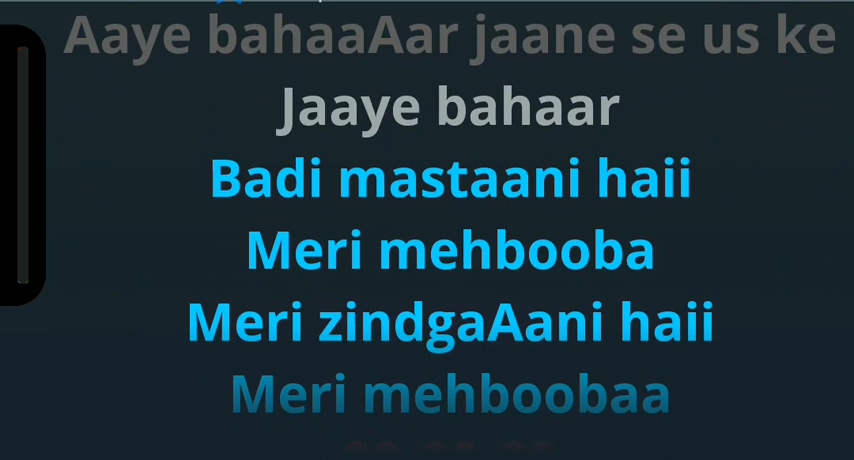 Aaye bahaaAar jaane se us ke
Jaaye bahaar
Badi mastaani haii
Meri mehbooba
Meri zindgaAani haii
Meri mehboobaa